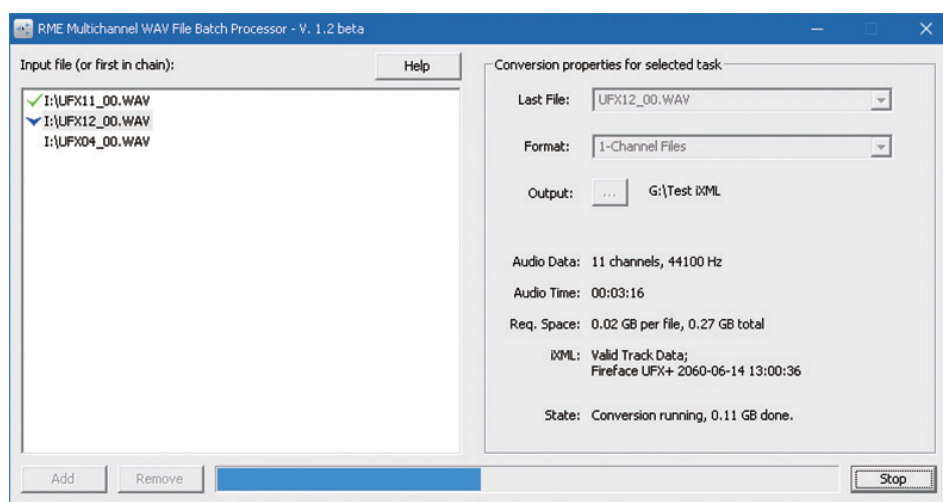 RME Multichannel WAV File Batch Processor - V. 1.2 beta
Input file (or first in chain):
Help
I:\UFX11_00.WAV
I:\UFX12_00.WAV
I:\UFX04_00.WAV
Conversion properties for selected task
Last File: UFX12_00.WAV
Format: 1-Channel Files
Output: ... G:\Test iXML
Audio Data: 11 channels, 44100 Hz
Audio Time: 00:03:16
Req. Space: 0.02 GB per file, 0.27 GB total
iXML: Valid Track Data;
Fireface UFX+ 2060-06-14 13:00:36
State: Conversion running, 0.11 GB done.
Add Remove Stop